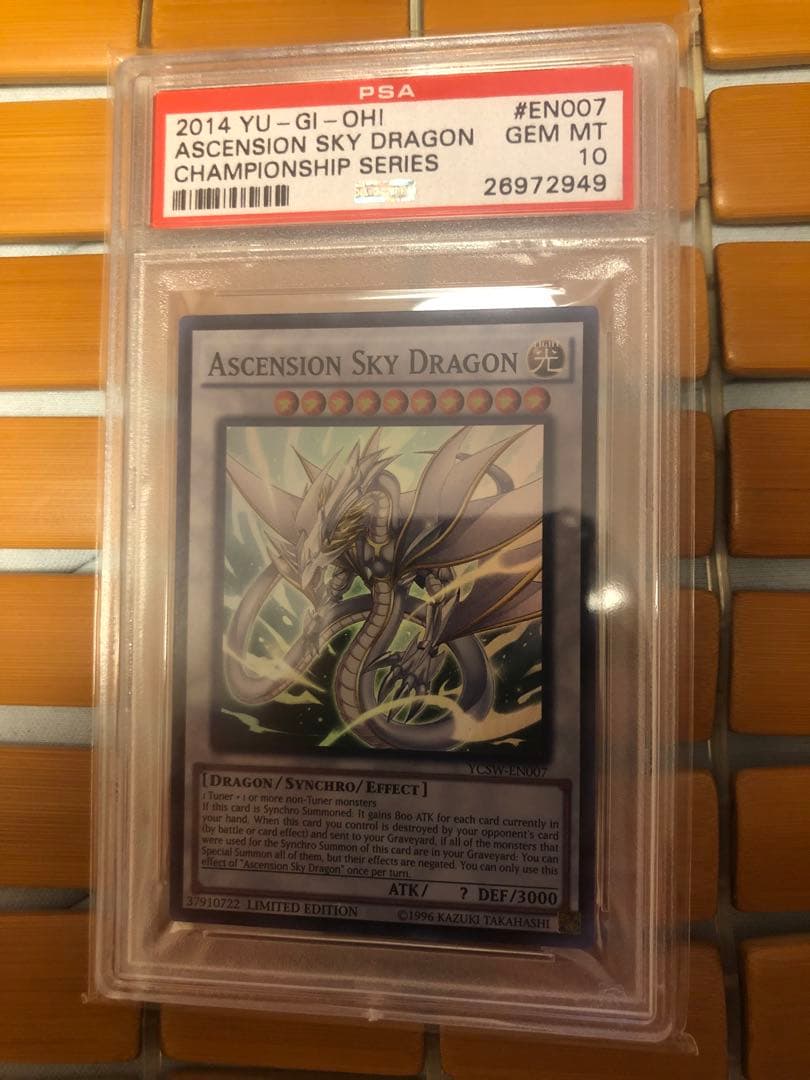 PSA
2014 YU-GI-OH! #EN007
ASCENSION SKY DRAGON GEM MT
CHAMPIONSHIP SERIES 10
26972949
ASCENSION SKY DRAGON
LIGHT
光
YCSW-EN007
[DRAGON/SYNCHRO/EFFECT]
1 Tuner + 1 or more non-Tuner monsters
If this card is Synchro Summoned: It gains 800 ATK for each card currently in
your hand. When this card you control is destroyed by your opponent's card
(by battle or card effect) and sent to your Graveyard, if all of the monsters that
were used for the Synchro Summon of this card are in your Graveyard: You can
Special Summon all of them, but their effects are negated. You can only use this
effect of "Ascension Sky Dragon" once per turn.
ATK/ ? DEF/3000
37910722 LIMITED EDITION ©1996 KAZUKI TAKAHASHI